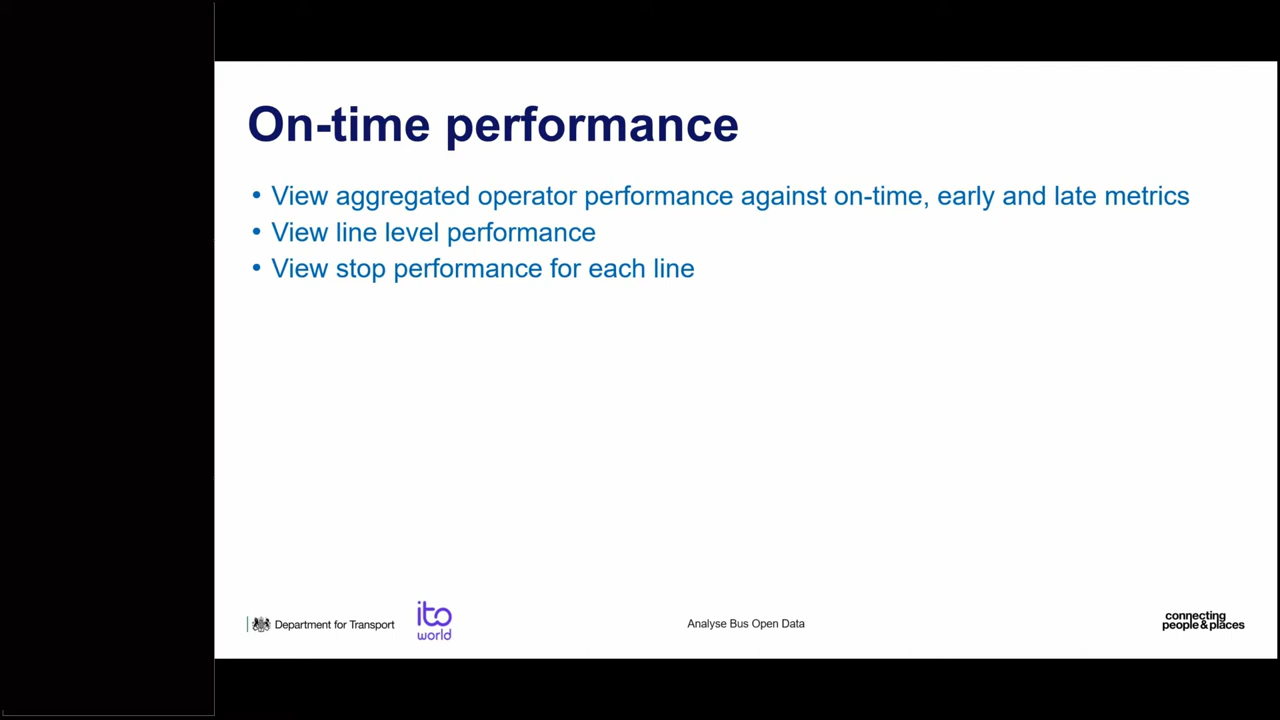 On-time performance
• View aggregated operator performance against on-time, early and late metrics
• View line level performance
• View stop performance for each line
Department for Transport
ito
world
Analyse Bus Open Data
connecting
people & places